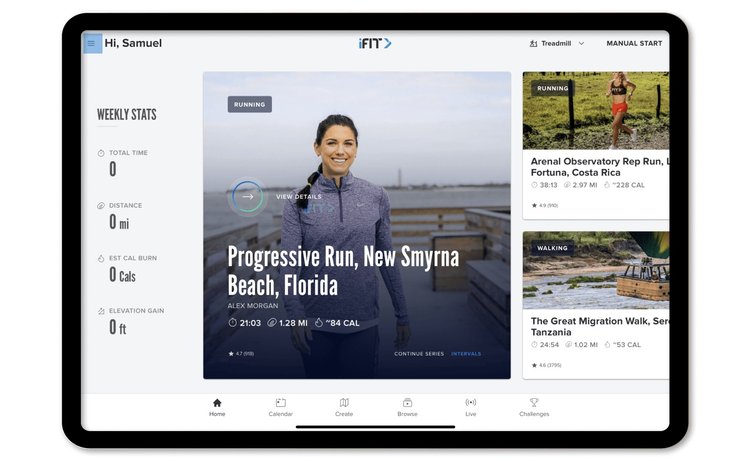 Hi, Samuel
iFIT
Treadmill
MANUAL START
WEEKLY STATS
TOTAL TIME
0
DISTANCE
0 mi
EST CAL BURN
0 Cals
ELEVATION GAIN
0 ft
RUNNING
VIEW DETAILS
iFIT
Progressive Run, New Smyrna
Beach, Florida
ALEX MORGAN
21:03 1.28 MI ~84 CAL
4.7 (918)
CONTINUE SERIES INTERVALS
RUNNING
Arenal Observatory Rep Run, L
Fortuna, Costa Rica
38:13 2.97 MI ~228 CAL
4.9 (910)
WALKING
The Great Migration Walk, Ser
Tanzania
24:54 1.02 MI ~53 CAL
4.6 (3795)
Home
Calendar
Create
Browse
Live
Challenges